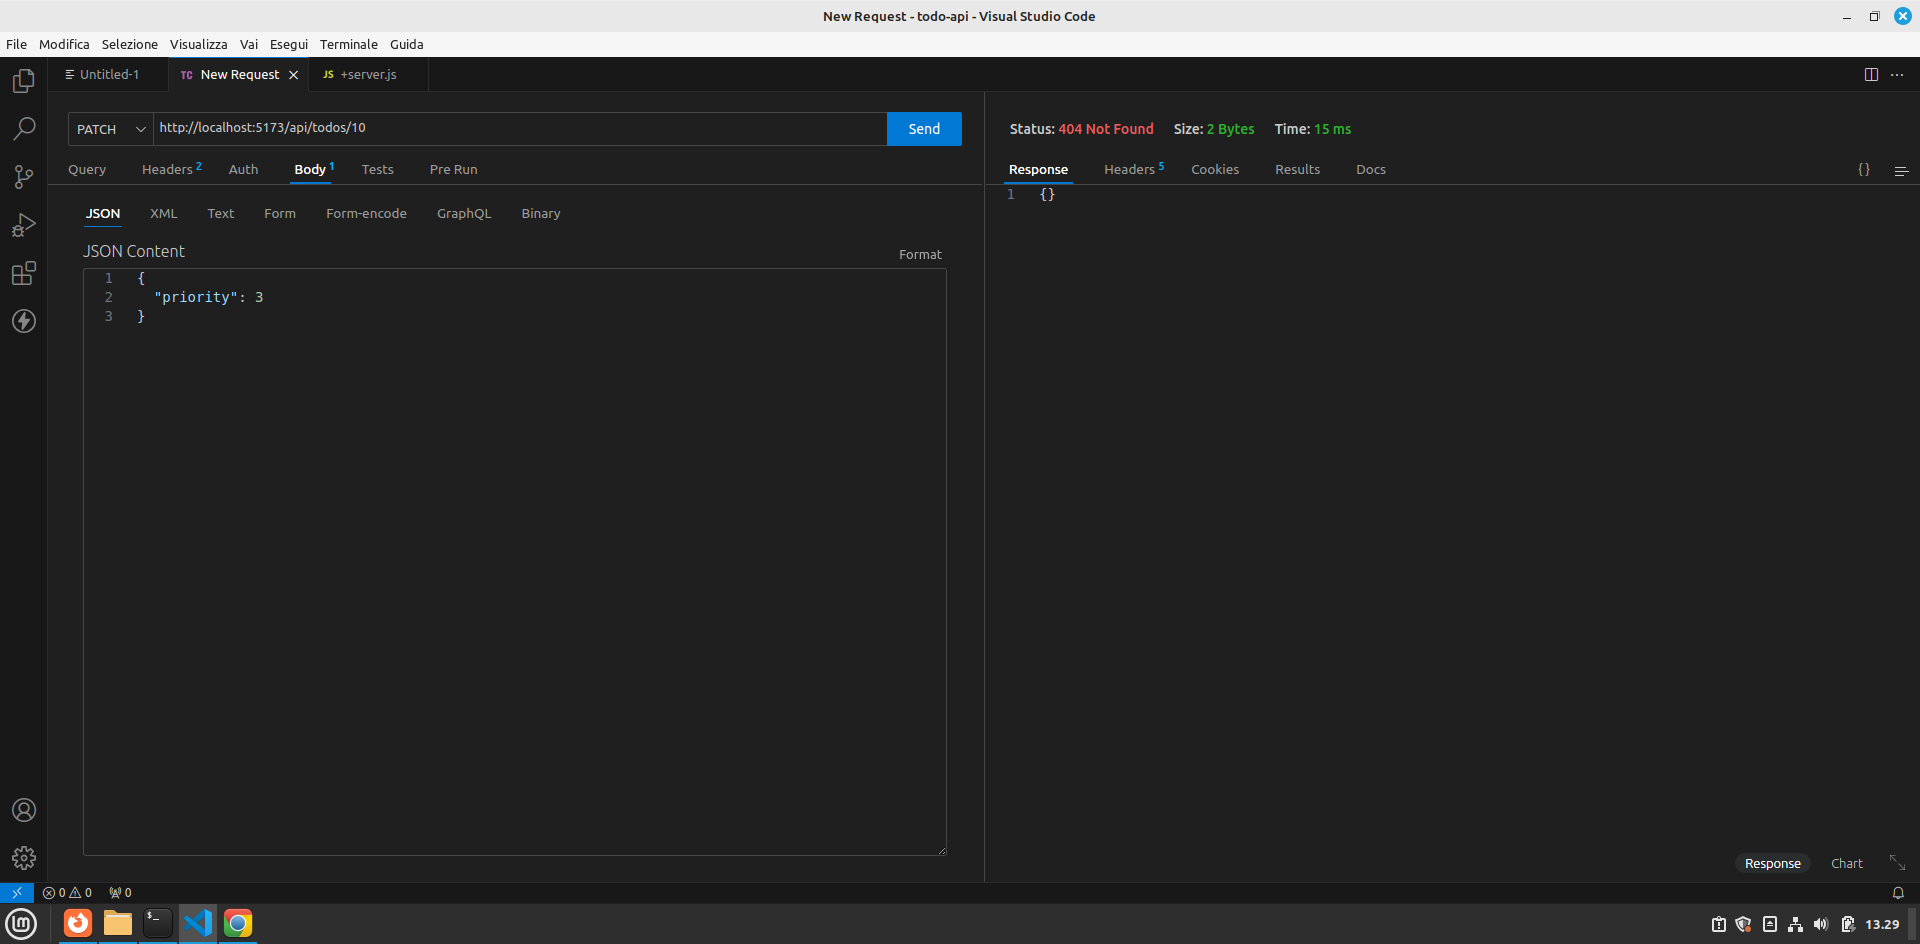 New Request - todo-api - Visual Studio Code
File Modifica Selezione Visualizza Vai Esegui Terminale Guida
Untitled-1 TC New Request JS +server.js
PATCH http://localhost:5173/api/todos/10 Send
Query Headers 2 Auth Body 1 Tests Pre Run
JSON XML Text Form Form-encode GraphQL Binary
JSON Content Format
1 {
2 "priority": 3
3 }
Status: 404 Not Found Size: 2 Bytes Time: 15 ms
Response Headers 5 Cookies Results Docs {}
1 {}
Response Chart
0 0 0
lm $_ 13.29